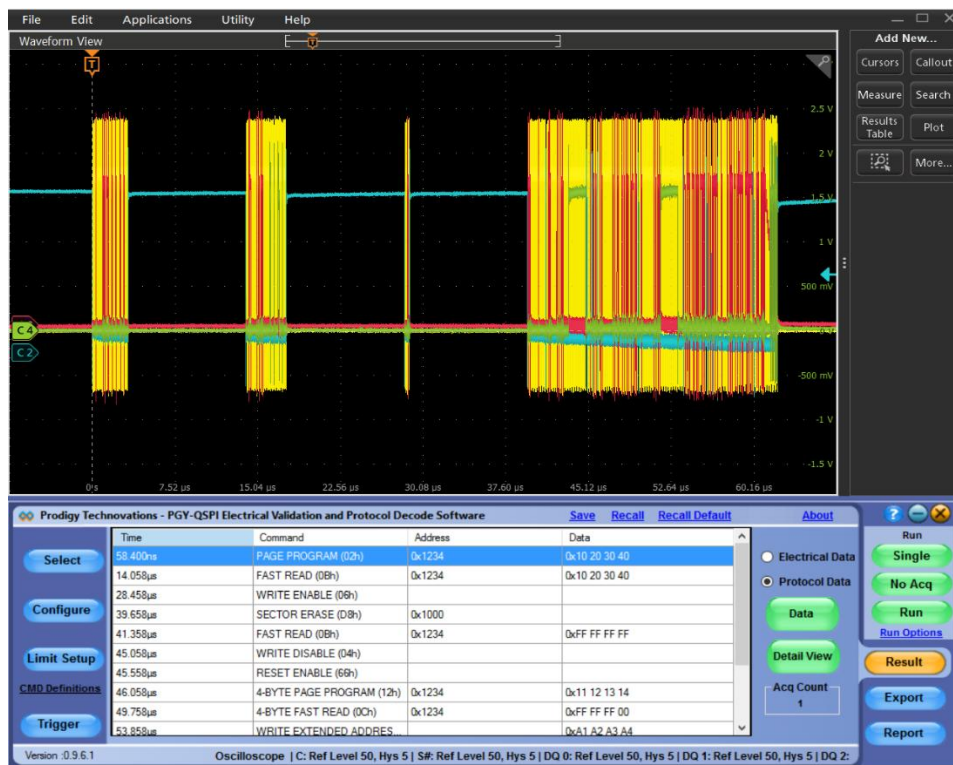 File Edit Applications Utility Help
Waveform View
T
T
Add New...
Cursors Callout
Measure Search
Results Table Plot
More...
2.5 V
2 V
1.5 V
1 V
500 mV
0 V
-500 mV
-1 V
-1.5 V
C 4
C 2
0 s 7.52 µs 15.04 µs 22.56 µs 30.08 µs 37.60 µs 45.12 µs 52.64 µs 60.16 µs
Prodigy Technovations - PGY-QSPI Electrical Validation and Protocol Decode Software Save Recall Recall Default About ?
Select
Configure
Limit Setup
CMD Definitions
Trigger
Time Command Address Data
58.400ns PAGE PROGRAM (02h) 0x1234 0x10 20 30 40
14.058µs FAST READ (0Bh) 0x1234 0x10 20 30 40
28.458µs WRITE ENABLE (06h)
39.658µs SECTOR ERASE (D8h) 0x1000
41.358µs FAST READ (0Bh) 0x1234 0xFF FF FF FF
45.058µs WRITE DISABLE (04h)
45.558µs RESET ENABLE (66h)
46.058µs 4-BYTE PAGE PROGRAM (12h) 0x1234 0x11 12 13 14
49.758µs 4-BYTE FAST READ (0Ch) 0x1234 0xFF FF FF 00
53.858µs WRITE EXTENDED ADDRES... 0xA1 A2 A3 A4
Electrical Data
Protocol Data
Data
Detail View
Acq Count
1
Run
Single
No Acq
Run
Run Options
Result
Export
Report
Version :0.9.6.1 Oscilloscope | C: Ref Level 50, Hys 5 | S#: Ref Level 50, Hys 5 | DQ 0: Ref Level 50, Hys 5 | DQ 1: Ref Level 50, Hys 5 | DQ 2: